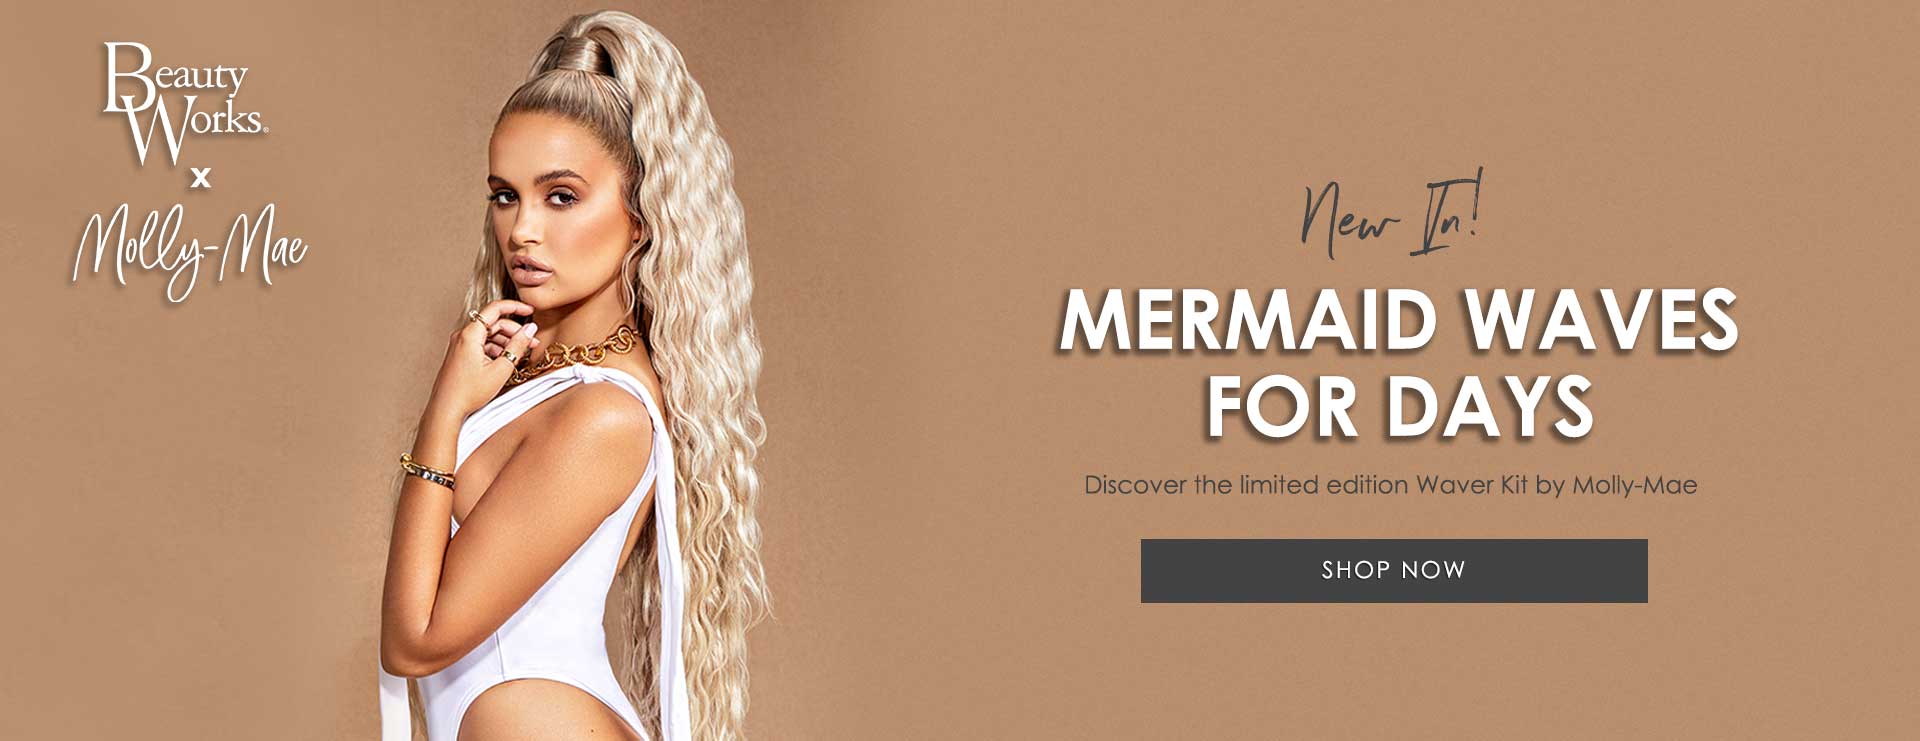 Beauty
Works®
x
Molly-Mae
New In!
MERMAID WAVES
FOR DAYS
Discover the limited edition Waver Kit by Molly-Mae
SHOP NOW